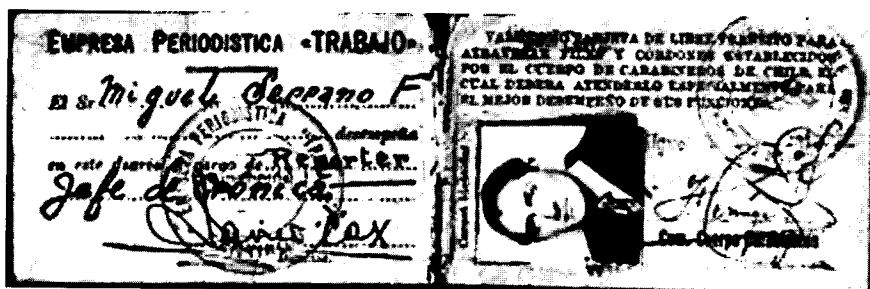 EMPRESA PERIODISTICA «TRABAJO»
El Sr. Miguel Serrano F.
desempeña
en este diario el cargo de Reporter
Jefe de Crónica
TARJETA DE LIBRE TRANSITO PARA
ATRAVESAR FILAS Y CORDONES ESTABLECIDOS
POR EL CUERPO DE CARABINEROS DE CHILE, EL
CUAL DEBERA ATENDERLO ESPECIALMENTE PARA
EL MEJOR DESEMPEÑO DE SUS FUNCIONES
Com. Cuerpo